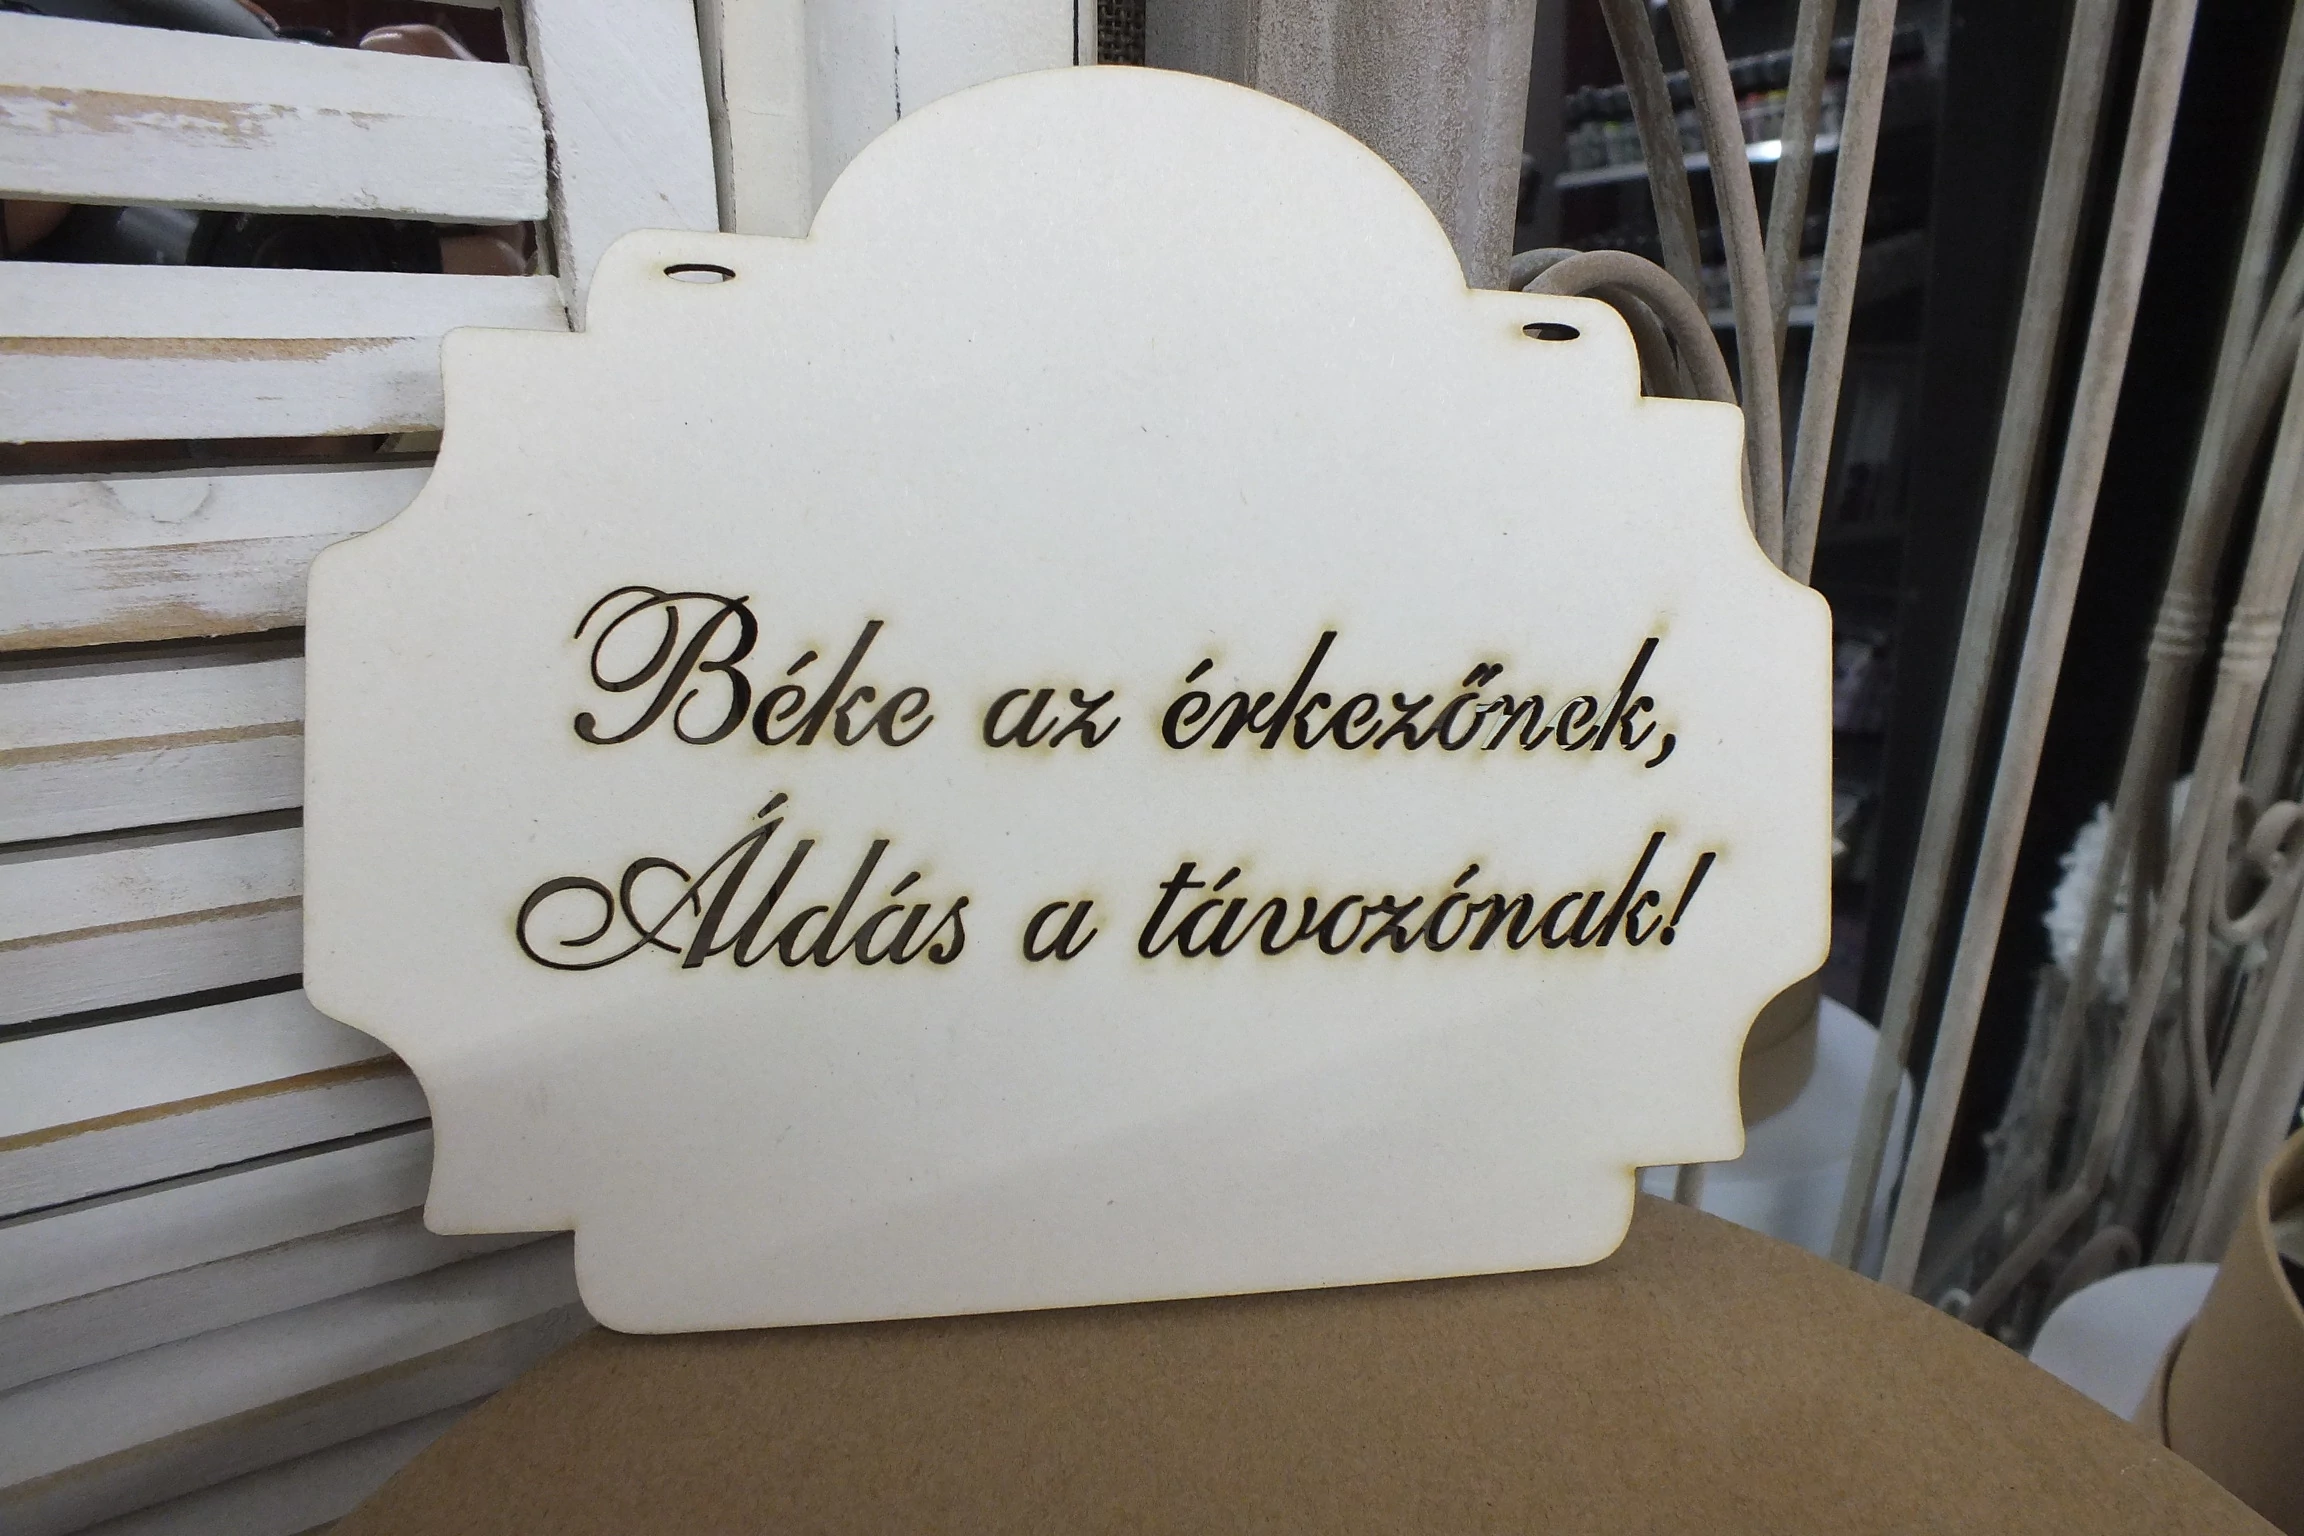 Béke az érkezőnek,
Áldás a távozónak!